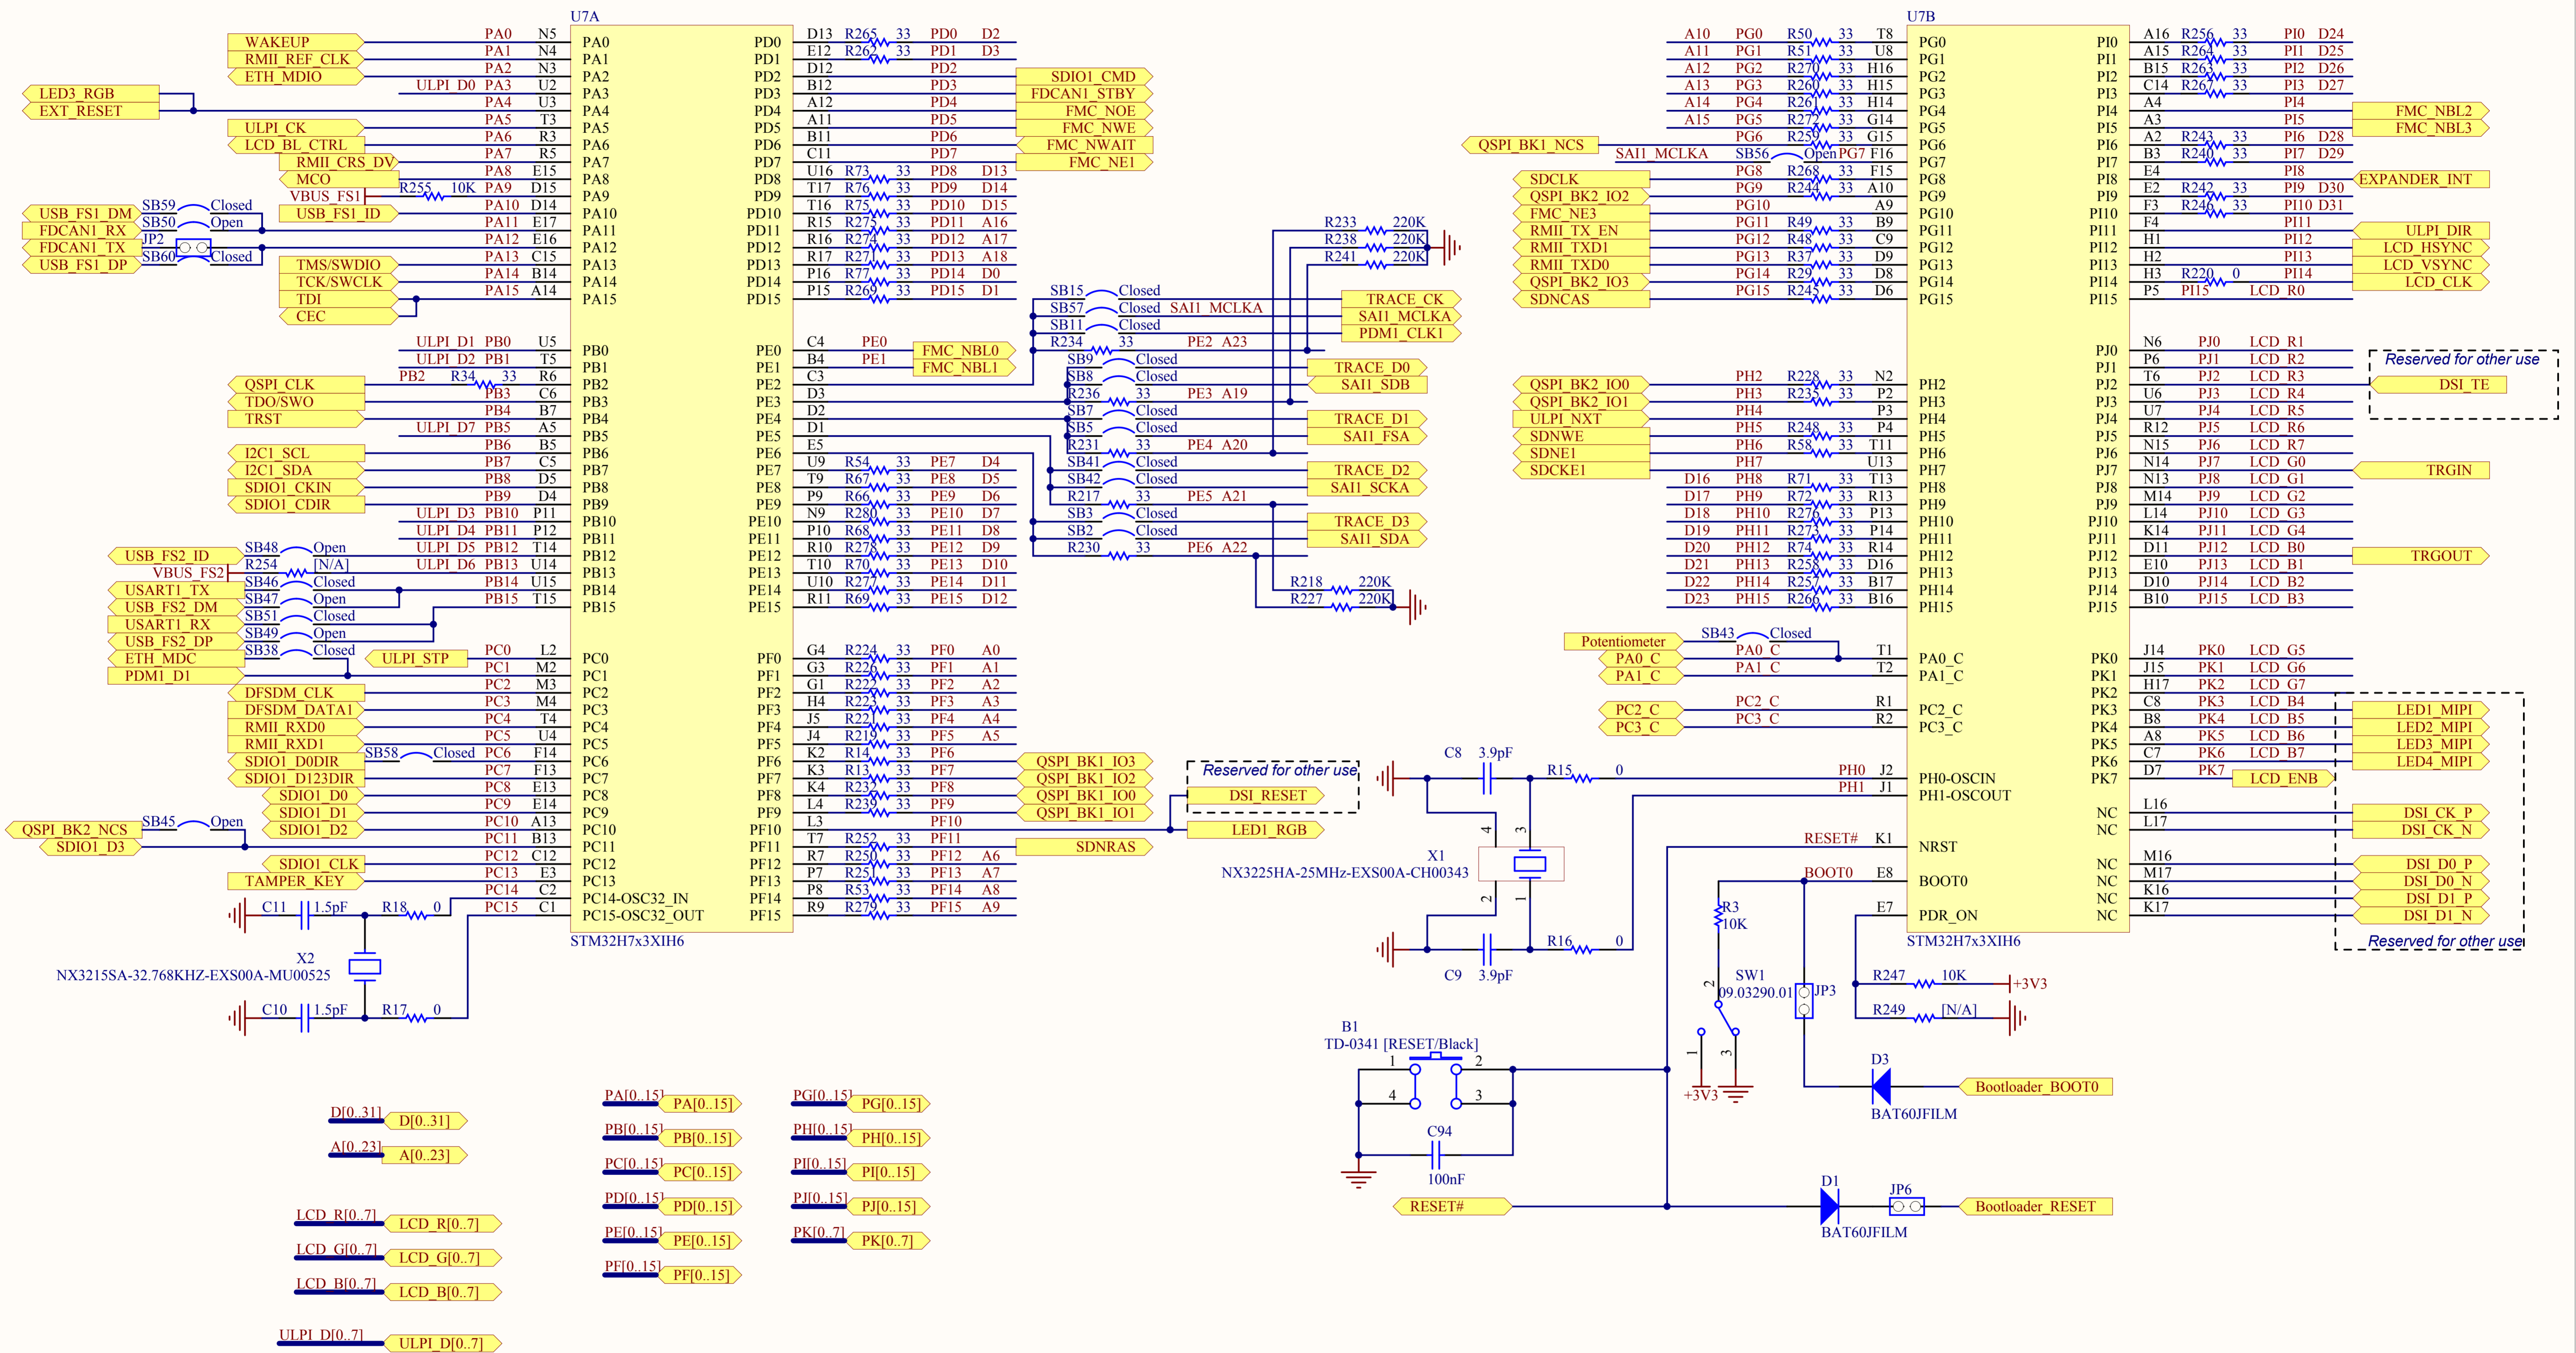 U7A
WAKEUP PA0 N5 PA0
RMII_REF_CLK PA1 N4 PA1
ETH_MDIO PA2 N3 PA2
LED3_RGB ULPI_D0 PA3 U2 PA3
EXT_RESET PA4 U3 PA4
ULPI_CK PA5 T3 PA5
LCD_BL_CTRL PA6 R3 PA6
RMII_CRS_DV PA7 R5 PA7
MCO PA8 E15 PA8
VBUS_FS1 R255 10K PA9 D15 PA9
USB_FS1_DM SB59 Closed USB_FS1_ID PA10 D14 PA10
FDCAN1_RX SB50 Open PA11 E17 PA11
FDCAN1_TX JP2 PA12 E16 PA12
USB_FS1_DP SB60 Closed TMS/SWDIO PA13 C15 PA13
TCK/SWCLK PA14 B14 PA14
TDI PA15 A14 PA15
CEC
ULPI_D1 PB0 U5 PB0
ULPI_D2 PB1 T5 PB1
QSPI_CLK PB2 R34 33 R6 PB2
TDO/SWO PB3 C6 PB3
TRST PB4 B7 PB4
ULPI_D7 PB5 A5 PB5
I2C1_SCL PB6 B5 PB6
I2C1_SDA PB7 C5 PB7
SDIO1_CKIN PB8 D5 PB8
SDIO1_CDIR PB9 D4 PB9
ULPI_D3 PB10 P11 PB10
ULPI_D4 PB11 P12 PB11
USB_FS2_ID SB48 Open ULPI_D5 PB12 T14 PB12
VBUS_FS2 R254 [N/A] ULPI_D6 PB13 U14 PB13
USART1_TX SB46 Closed PB14 U15 PB14
USB_FS2_DM SB47 Open PB15 T15 PB15
USART1_RX SB51 Closed
USB_FS2_DP SB49 Open
ETH_MDC SB38 Closed ULPI_STP PC0 L2 PC0
PDM1_D1 PC1 M2 PC1
DFSDM_CLK PC2 M3 PC2
DFSDM_DATA1 PC3 M4 PC3
RMII_RXD0 PC4 T4 PC4
RMII_RXD1 PC5 U4 PC5
SDIO1_D0DIR SB58 Closed PC6 F14 PC6
SDIO1_D123DIR PC7 F13 PC7
SDIO1_D0 PC8 E13 PC8
SDIO1_D1 PC9 E14 PC9
QSPI_BK2_NCS SB45 Open SDIO1_D2 PC10 A13 PC10
SDIO1_D3 PC11 B13 PC11
SDIO1_CLK PC12 C12 PC12
TAMPER_KEY PC13 E3 PC13
PC14 C2 PC14-OSC32_IN
C11 1.5pF R18 0 PC15 C1 PC15-OSC32_OUT
STM32H7x3XIH6
X2
NX3215SA-32.768KHZ-EXS00A-MU00525
C10 1.5pF R17 0
PD0 D13 R265 33 PD0 D2
PD1 E12 R262 33 PD1 D3
PD2 D12 PD2 SDIO1_CMD
PD3 B12 PD3 FDCAN1_STBY
PD4 A12 PD4 FMC_NOE
PD5 A11 PD5 FMC_NWE
PD6 B11 PD6 FMC_NWAIT
PD7 C11 PD7 FMC_NE1
PD8 U16 R73 33 PD8 D13
PD9 T17 R76 33 PD9 D14
PD10 T16 R75 33 PD10 D15
PD11 R15 R275 33 PD11 A16
PD12 R16 R274 33 PD12 A17
PD13 R17 R271 33 PD13 A18
PD14 P16 R77 33 PD14 D0
PD15 P15 R269 33 PD15 D1
PE0 C4 PE0 FMC_NBL0
PE1 B4 PE1 FMC_NBL1
PE2 C3
PE3 D3
PE4 D2
PE5 D1
PE6 E5
PE7 U9 R54 33 PE7 D4
PE8 T9 R67 33 PE8 D5
PE9 P9 R66 33 PE9 D6
PE10 N9 R280 33 PE10 D7
PE11 P10 R68 33 PE11 D8
PE12 R10 R278 33 PE12 D9
PE13 T10 R70 33 PE13 D10
PE14 U10 R277 33 PE14 D11
PE15 R11 R69 33 PE15 D12
PF0 G4 R224 33 PF0 A0
PF1 G3 R226 33 PF1 A1
PF2 G1 R222 33 PF2 A2
PF3 H4 R223 33 PF3 A3
PF4 J5 R221 33 PF4 A4
PF5 J4 R219 33 PF5 A5
PF6 K2 R14 33 PF6 QSPI_BK1_IO3
PF7 K3 R13 33 PF7 QSPI_BK1_IO2
PF8 K4 R232 33 PF8 QSPI_BK1_IO0
PF9 L4 R239 33 PF9 QSPI_BK1_IO1
PF10 L3 PF10 LED1_RGB
PF11 T7 R252 33 PF11 SDNRAS
PF12 R7 R250 33 PF12 A6
PF13 P7 R251 33 PF13 A7
PF14 P8 R53 33 PF14 A8
PF15 R9 R279 33 PF15 A9
Reserved for other use
DSI_RESET
R233 220K
R238 220K
R241 220K
SB15 Closed TRACE_CK
SB57 Closed SAI1_MCLKA SAI1_MCLKA
SB11 Closed PDM1_CLK1
R234 33 PE2 A23
SB9 Closed TRACE_D0
SB8 Closed SAI1_SDB
R236 33 PE3 A19
SB7 Closed TRACE_D1
SB5 Closed SAI1_FSA
R231 33 PE4 A20
SB41 Closed TRACE_D2
SB42 Closed SAI1_SCKA
R217 33 PE5 A21
SB3 Closed TRACE_D3
SB2 Closed SAI1_SDA
R230 33 PE6 A22
R218 220K
R227 220K
U7B
A10 PG0 R50 33 T8 PG0
A11 PG1 R51 33 U8 PG1
A12 PG2 R270 33 H16 PG2
A13 PG3 R260 33 H15 PG3
A14 PG4 R261 33 H14 PG4
A15 PG5 R272 33 G14 PG5
QSPI_BK1_NCS PG6 R259 33 G15 PG6
SAI1_MCLKA SB56 Open PG7 F16 PG7
SDCLK PG8 R268 33 F15 PG8
QSPI_BK2_IO2 PG9 R244 33 A10 PG9
FMC_NE3 PG10 A9 PG10
RMII_TX_EN PG11 R49 33 B9 PG11
RMII_TXD1 PG12 R48 33 C9 PG12
RMII_TXD0 PG13 R37 33 D9 PG13
QSPI_BK2_IO3 PG14 R29 33 D8 PG14
SDNCAS PG15 R245 33 D6 PG15
QSPI_BK2_IO0 PH2 R228 33 N2 PH2
QSPI_BK2_IO1 PH3 R235 33 P2 PH3
ULPI_NXT PH4 P3 PH4
SDNWE PH5 R248 33 P4 PH5
SDNE1 PH6 R58 33 T11 PH6
SDCKE1 PH7 U13 PH7
D16 PH8 R71 33 T13 PH8
D17 PH9 R72 33 R13 PH9
D18 PH10 R276 33 P13 PH10
D19 PH11 R273 33 P14 PH11
D20 PH12 R74 33 R14 PH12
D21 PH13 R258 33 D16 PH13
D22 PH14 R257 33 B17 PH14
D23 PH15 R266 33 B16 PH15
Potentiometer SB43 Closed
PA0_C PA0_C T1 PA0_C
PA1_C PA1_C T2 PA1_C
PC2_C PC2_C R1 PC2_C
PC3_C PC3_C R2 PC3_C
C8 3.9pF R15 0 PH0 J2 PH0-OSCIN
PH1 J1 PH1-OSCOUT
4 3
X1
NX3225HA-25MHz-EXS00A-CH00343
2 1
C9 3.9pF R16 0
RESET# K1 NRST
BOOT0 E8 BOOT0
E7 PDR_ON
STM32H7x3XIH6
R3
10K
R247 10K +3V3
R249 [N/A]
SW1
09.03290.01
2 1 3
+3V3
JP3
D3
BAT60JFILM
Bootloader_BOOT0
B1
TD-0341 [RESET/Black]
1 2
4 3
C94
100nF
RESET#
D1
BAT60JFILM
JP6
Bootloader_RESET
PI0 A16 R256 33 PI0 D24
PI1 A15 R264 33 PI1 D25
PI2 B15 R263 33 PI2 D26
PI3 C14 R267 33 PI3 D27
PI4 A4 PI4 FMC_NBL2
PI5 A3 PI5 FMC_NBL3
PI6 A2 R243 33 PI6 D28
PI7 B3 R240 33 PI7 D29
PI8 E4 PI8 EXPANDER_INT
PI9 E2 R242 33 PI9 D30
PI10 F3 R246 33 PI10 D31
PI11 F4 PI11 ULPI_DIR
PI12 H1 PI12 LCD_HSYNC
PI13 H2 PI13 LCD_VSYNC
PI14 H3 R220 0 PI14 LCD_CLK
PI15 P5 PI15 LCD_R0
PJ0 N6 PJ0 LCD_R1
PJ1 P6 PJ1 LCD_R2
Reserved for other use
PJ2 T6 PJ2 LCD_R3 DSI_TE
PJ3 U6 PJ3 LCD_R4
PJ4 U7 PJ4 LCD_R5
PJ5 R12 PJ5 LCD_R6
PJ6 N15 PJ6 LCD_R7
PJ7 N14 PJ7 LCD_G0 TRGIN
PJ8 N13 PJ8 LCD_G1
PJ9 M14 PJ9 LCD_G2
PJ10 L14 PJ10 LCD_G3
PJ11 K14 PJ11 LCD_G4
PJ12 D11 PJ12 LCD_B0 TRGOUT
PJ13 E10 PJ13 LCD_B1
PJ14 D10 PJ14 LCD_B2
PJ15 B10 PJ15 LCD_B3
PK0 J14 PK0 LCD_G5
PK1 J15 PK1 LCD_G6
PK2 H17 PK2 LCD_G7
PK3 C8 PK3 LCD_B4 LED1_MIPI
PK4 B8 PK4 LCD_B5 LED2_MIPI
PK5 A8 PK5 LCD_B6 LED3_MIPI
PK6 C7 PK6 LCD_B7 LED4_MIPI
PK7 D7 PK7 LCD_ENB
NC L16 DSI_CK_P
NC L17 DSI_CK_N
NC M16 DSI_D0_P
NC M17 DSI_D0_N
NC K16 DSI_D1_P
NC K17 DSI_D1_N
Reserved for other use
D[0..31] D[0..31]
A[0..23] A[0..23]
LCD_R[0..7] LCD_R[0..7]
LCD_G[0..7] LCD_G[0..7]
LCD_B[0..7] LCD_B[0..7]
ULPI_D[0..7] ULPI_D[0..7]
PA[0..15] PA[0..15]
PB[0..15] PB[0..15]
PC[0..15] PC[0..15]
PD[0..15] PD[0..15]
PE[0..15] PE[0..15]
PF[0..15] PF[0..15]
PG[0..15] PG[0..15]
PH[0..15] PH[0..15]
PI[0..15] PI[0..15]
PJ[0..15] PJ[0..15]
PK[0..7] PK[0..7]